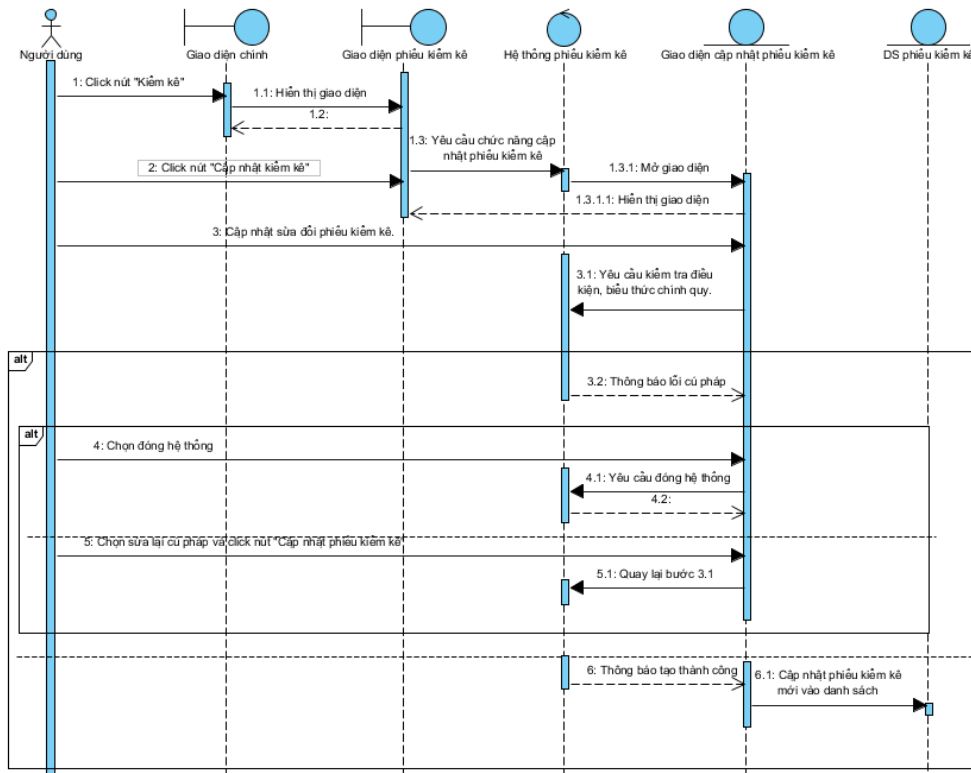 Người dùng
Giao diện chính
Giao diện phiếu kiểm kê
Hệ thống phiếu kiểm kê
Giao diện cập nhật phiếu kiểm kê
DS phiếu kiểm kê
1: Click nút "Kiểm kê"
1.1: Hiển thị giao diện
1.2:
1.3: Yêu cầu chức năng cập
nhật phiếu kiểm kê
2: Click nút "Cập nhật kiểm kê"
1.3.1: Mở giao diện
1.3.1.1: Hiển thị giao diện
3: Cập nhật sửa đổi phiếu kiểm kê.
3.1: Yêu cầu kiểm tra điều
kiện, biểu thức chính quy.
alt
3.2: Thông báo lỗi cú pháp
alt
4: Chọn đóng hệ thống
4.1: Yêu cầu đóng hệ thống
4.2:
5: Chọn sửa lại cú pháp và click nút "Cập nhật phiếu kiểm kê"
5.1: Quay lại bước 3.1
6: Thông báo tạo thành công
6.1: Cập nhật phiếu kiểm kê
mới vào danh sách